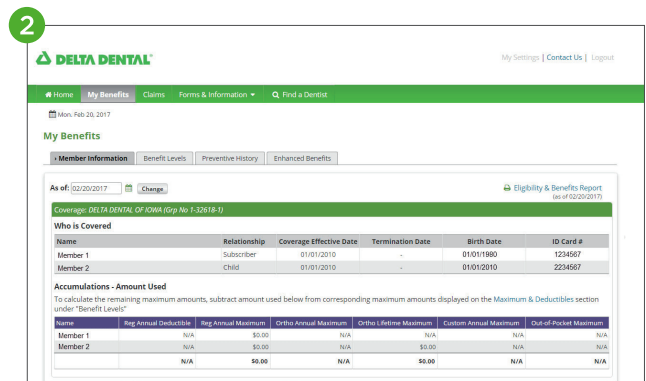 2
DELTA DENTAL®
My Settings | Contact Us | Logout
Home My Benefits Claims Forms & Information Find a Dentist
Mon, Feb 20, 2017
My Benefits
Member Information Benefit Levels Preventive History Enhanced Benefits
As of: 02/20/2017 Change Eligibility & Benefits Report
(as of 02/20/2017)
Coverage: DELTA DENTAL OF IOWA (Grp No 1-32618-1)
Who is Covered
Name Relationship Coverage Effective Date Termination Date Birth Date ID Card #
Member 1 Subscriber 01/01/2010 - 01/01/1980 1234567
Member 2 Child 01/01/2010 - 01/01/2010 2234567
Accumulations - Amount Used
To calculate the remaining maximum amounts, subtract amount used below from corresponding maximum amounts displayed on the Maximum & Deductibles section
under "Benefit Levels"
Name Reg Annual Deductible Reg Annual Maximum Ortho Annual Maximum Ortho Lifetime Maximum Custom Annual Maximum Out-of-Pocket Maximum
Member 1 N/A $0.00 N/A N/A N/A N/A
Member 2 N/A $0.00 N/A $0.00 N/A N/A
N/A $0.00 N/A $0.00 N/A N/A